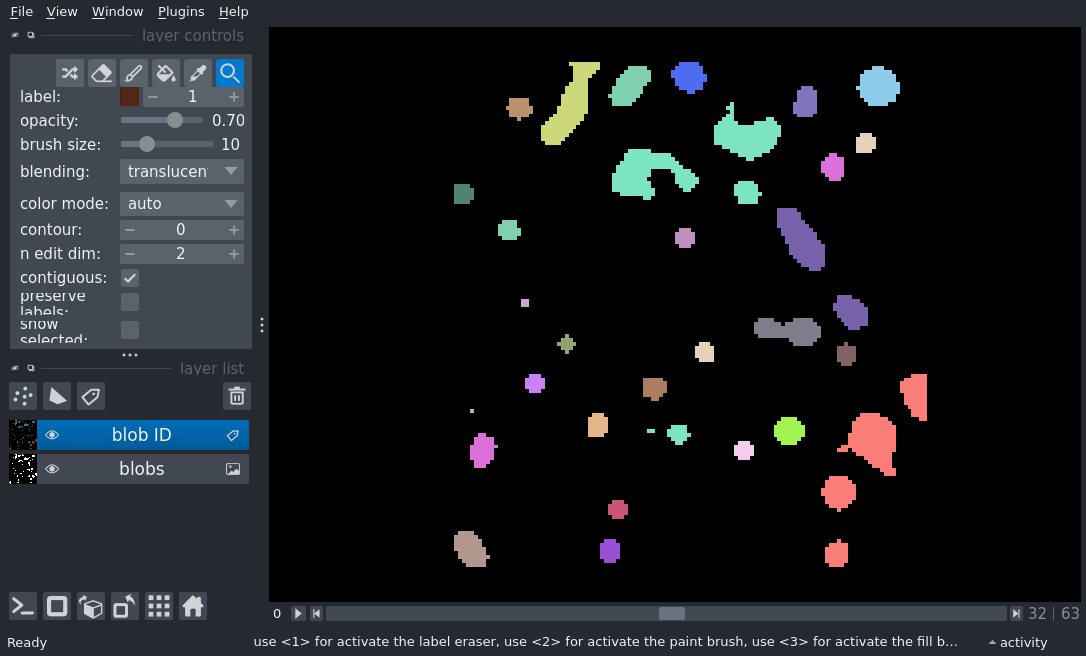 File View Window Plugins Help
layer controls
label: 1
opacity: 0.70
brush size: 10
blending: translucen
color mode: auto
contour: 0
n edit dim: 2
contiguous:
preserve
labels:
show
selected:
layer list
blob ID
blobs
0 32 | 63
Ready use <1> for activate the label eraser, use <2> for activate the paint brush, use <3> for activate the fill b... activity